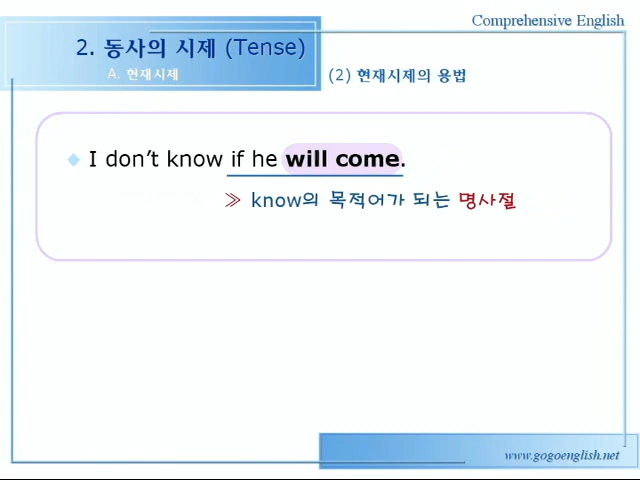 Comprehensive English
2. 동사의 시제 (Tense)
A. 현재시제
(2) 현재시제의 용법
◆ I don't know if he will come.
≫ know의 목적어가 되는 명사절
www.gogoenglish.net